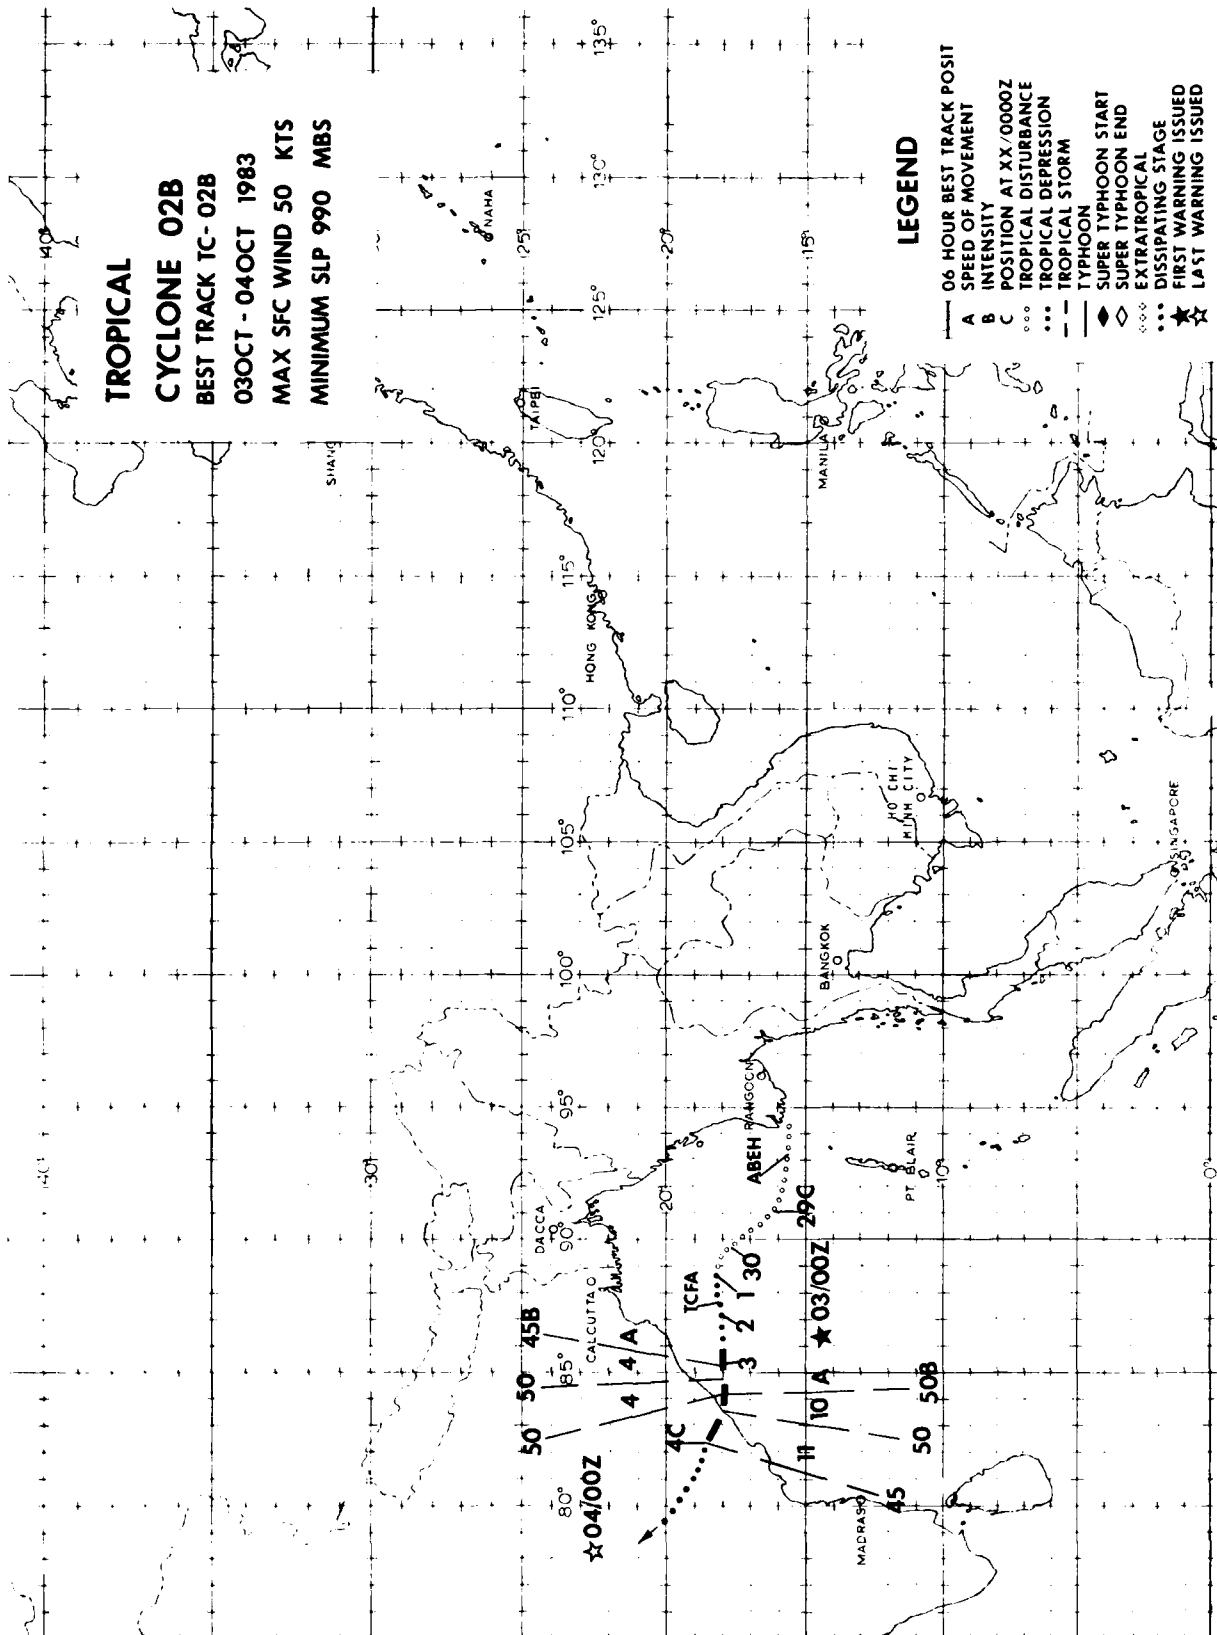 TROPICAL
CYCLONE 02B
BEST TRACK TC-02B
03OCT-04OCT 1983
MAX SFC WIND 50 KTS
MINIMUM SLP 990 MBS
LEGEND
06 HOUR BEST TRACK POSIT
A SPEED OF MOVEMENT
B INTENSITY
C POSITION AT XX/0000Z
TROPICAL DISTURBANCE
TROPICAL DEPRESSION
TROPICAL STORM
TYPHOON
SUPER TYPHOON START
SUPER TYPHOON END
EXTRATROPICAL
DISSIPATING STAGE
FIRST WARNING ISSUED
LAST WARNING ISSUED
40°
40°
30°
25°
20°
20°
15°
10°
0°
80°
85°
90°
95°
100°
105°
110°
115°
120°
125°
130°
135°
SHANG
NAHA
TAIPEI
HONG KONG
MANILA
HO CHI
MINH CITY
BANGKOK
SINGAPORE
RANGOON
PT BLAIR
DACCA
CALCUTTA
MADRAS
ABEH
29C
30
1
TCFA
2
3
4C
★03/00Z
☆04/00Z
45B
50
50
4 A
4
10 A
11
50B
50
45